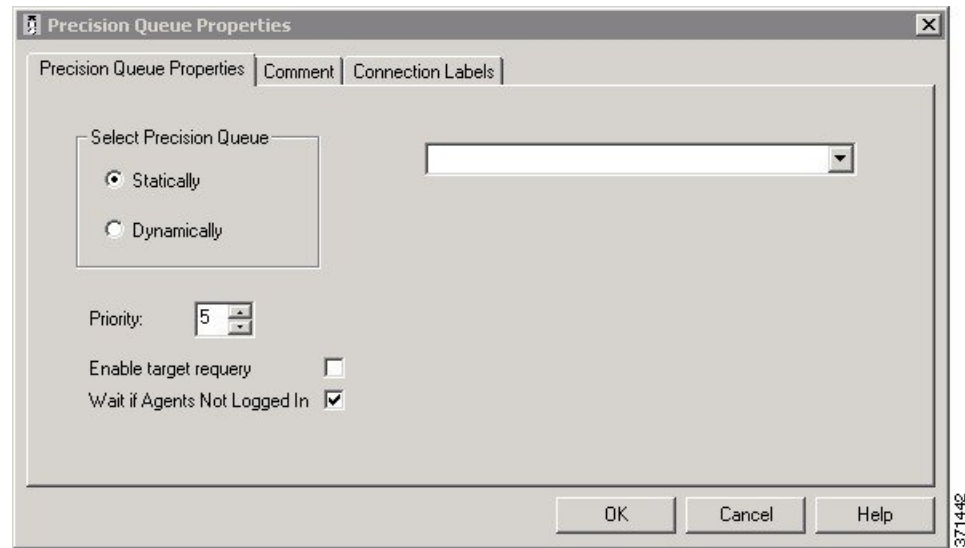 Precision Queue Properties
Precision Queue Properties
Comment
Connection Labels
Select Precision Queue
Statically
Dynamically
Priority: 5
Enable target requery
Wait if Agents Not Logged In
OK
Cancel
Help
371442